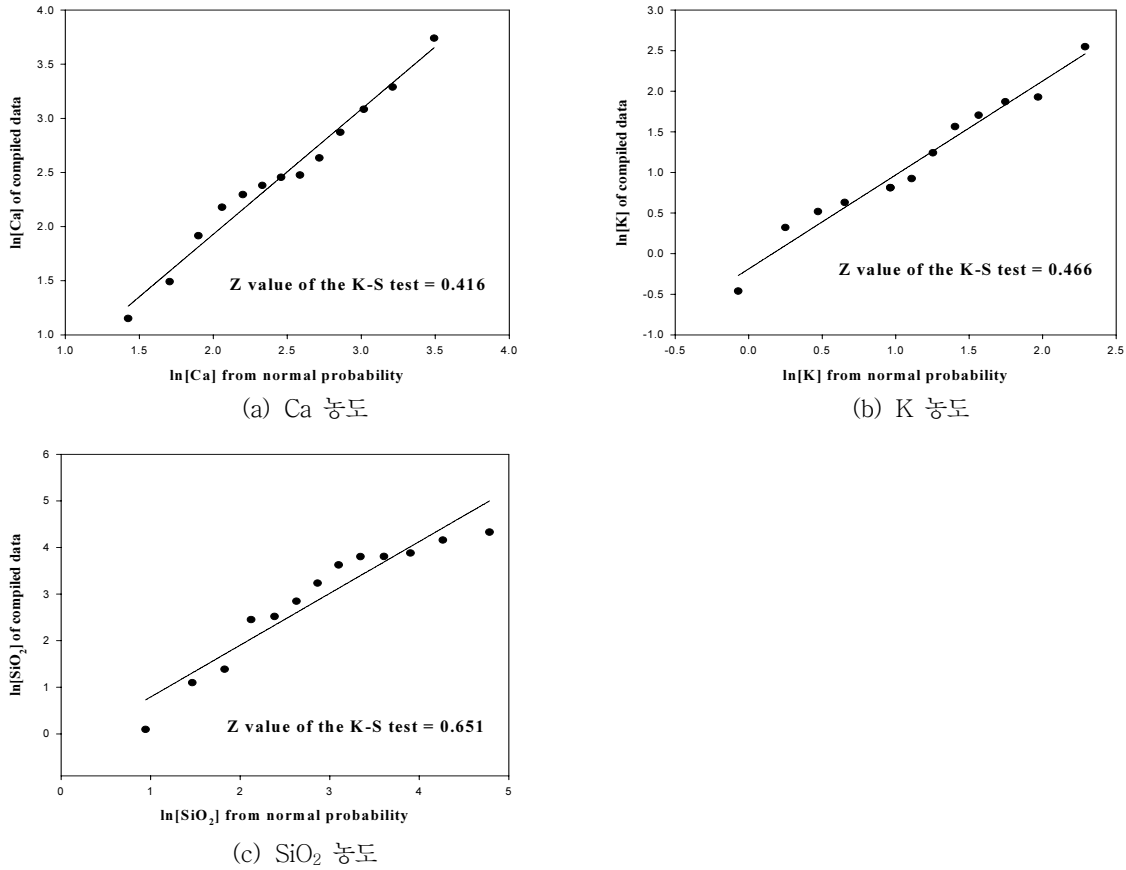 4.0
3.5
3.0
2.5
2.0
1.5
1.0
ln[Ca] of compiled data
Z value of the K-S test = 0.416
1.0 1.5 2.0 2.5 3.0 3.5 4.0
ln[Ca] from normal probability
(a) Ca 농도
3.0
2.5
2.0
1.5
1.0
0.5
0.0
-0.5
-1.0
ln[K] of compiled data
Z value of the K-S test = 0.466
-0.5 0.0 0.5 1.0 1.5 2.0 2.5
ln[K] from normal probability
(b) K 농도
6
5
4
3
2
1
0
ln[SiO₂] of compiled data
Z value of the K-S test = 0.651
0 1 2 3 4 5
ln[SiO₂] from normal probability
(c) SiO₂ 농도